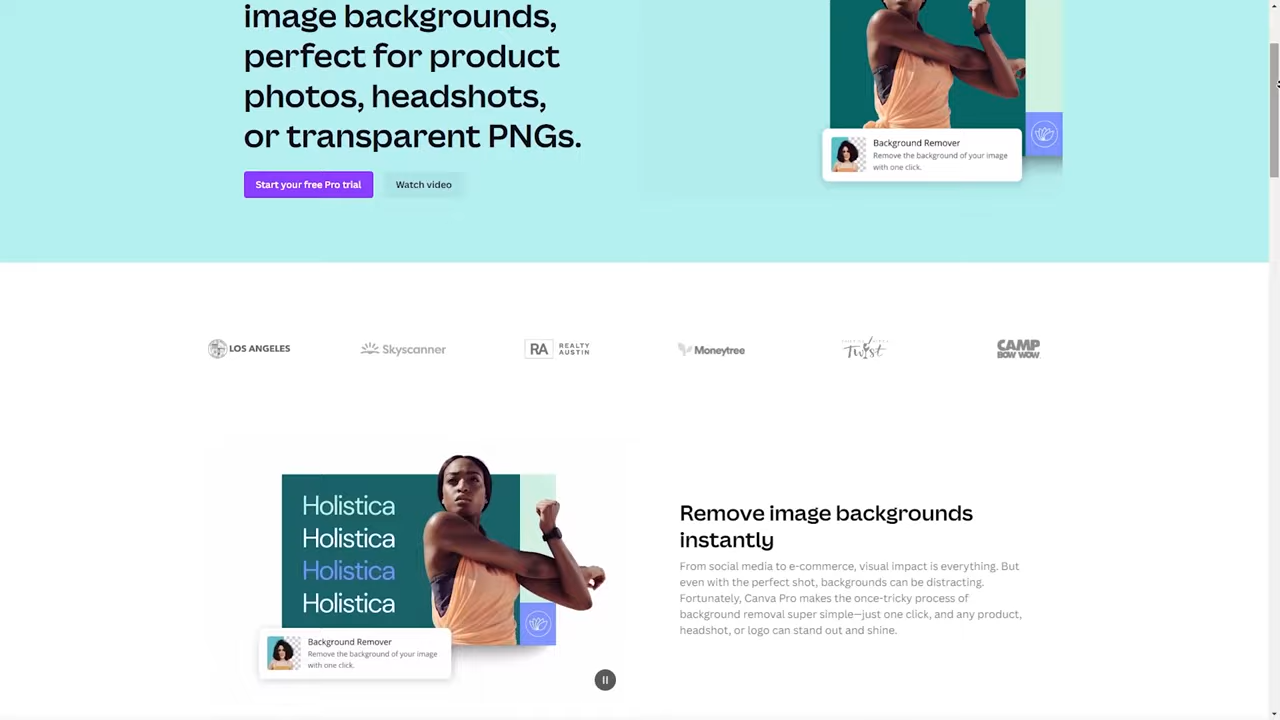 image backgrounds,
perfect for product
photos, headshots,
or transparent PNGs.
Start your free Pro trial
Watch video
Background Remover
Remove the background of your image
with one click.
LOS ANGELES
Skyscanner
RA
REALTY
AUSTIN
Moneytree
Twist
CAMP
BOW WOW
Holistica
Holistica
Holistica
Holistica
Background Remover
Remove the background of your image
with one click.
Remove image backgrounds
instantly
From social media to e-commerce, visual impact is everything. But
even with the perfect shot, backgrounds can be distracting.
Fortunately, Canva Pro makes the once-tricky process of
background removal super simple—just one click, and any product,
headshot, or logo can stand out and shine.